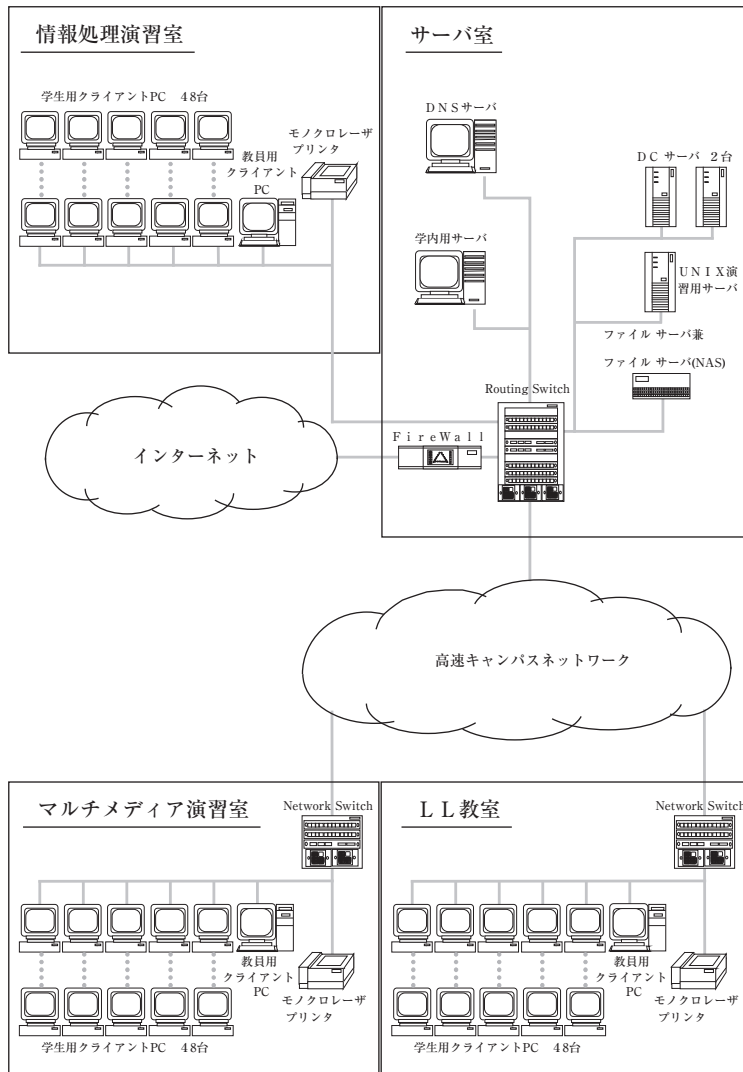 情報処理演習室
学生用クライアントPC　48台
モノクロレーザ
プリンタ
教員用
クライアント
PC
サーバ室
ＤＮＳサーバ
ＤＣ サーバ 2台
学内用サーバ
ＵＮＩＸ演
習用サーバ
ファイル サーバ兼
ファイル サーバ(NAS)
Routing Switch
ＦｉｒｅＷａｌｌ
インターネット
高速キャンパスネットワーク
マルチメディア演習室
Network Switch
教員用
クライアント
PC
モノクロレーザ
プリンタ
学生用クライアントPC　48台
ＬＬ教室
Network Switch
教員用
クライアント
PC
モノクロレーザ
プリンタ
学生用クライアントPC　48台